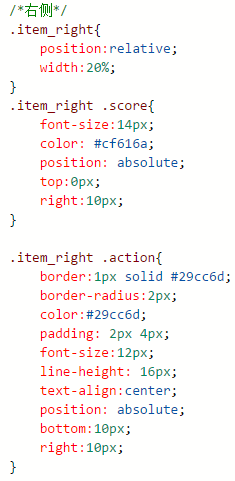 /*右侧*/
.item_right{
    position:relative;
    width:20%;
}
.item_right .score{
    font-size:14px;
    color: #cf616a;
    position: absolute;
    top:0px;
    right:10px;
}

.item_right .action{
    border:1px solid #29cc6d;
    border-radius:2px;
    color:#29cc6d;
    padding: 2px 4px;
    font-size:12px;
    line-height: 16px;
    text-align:center;
    position: absolute;
    bottom:10px;
    right:10px;
}